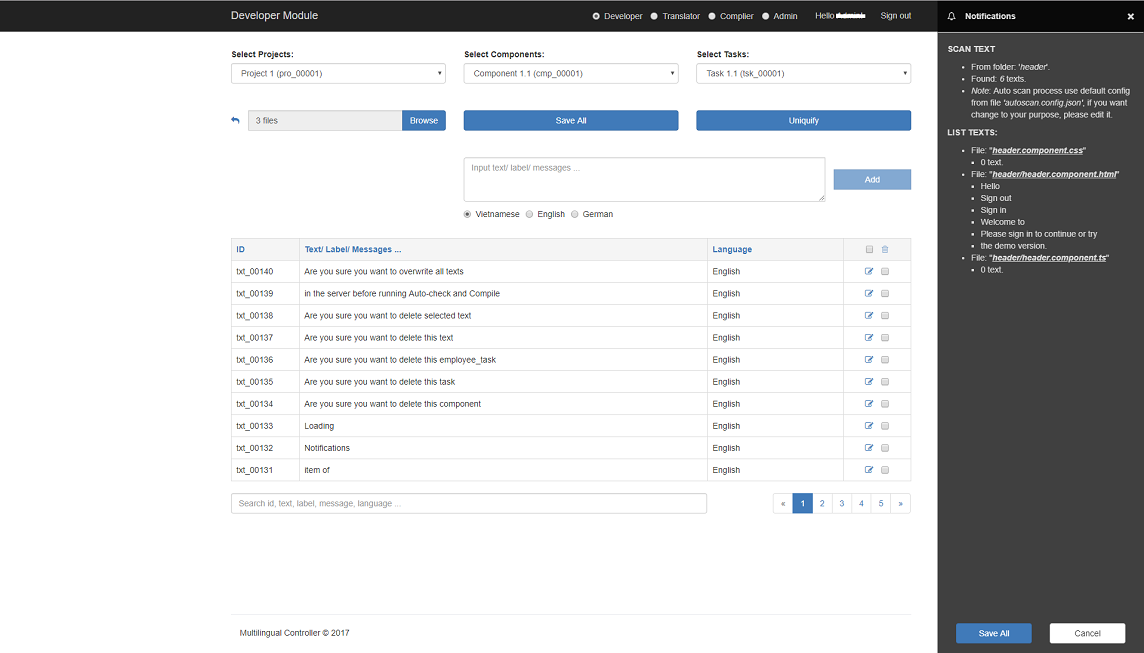 Developer Module
Developer Translator Complier Admin Hello Sign out
Select Projects: Select Components: Select Tasks:
Project 1 (pro_00001) Component 1.1 (cmp_00001) Task 1.1 (tsk_00001)
3 files Browse Save All Uniquify
Input text/ label/ messages ...
Add
Vietnamese English German
ID Text/ Label/ Messages ... Language
txt_00140 Are you sure you want to overwrite all texts English
txt_00139 in the server before running Auto-check and Compile English
txt_00138 Are you sure you want to delete selected text English
txt_00137 Are you sure you want to delete this text English
txt_00136 Are you sure you want to delete this employee_task English
txt_00135 Are you sure you want to delete this task English
txt_00134 Are you sure you want to delete this component English
txt_00133 Loading English
txt_00132 Notifications English
txt_00131 item of English
Search id, text, label, message, language ...
« 1 2 3 4 5 »
Multilingual Controller © 2017
Notifications
SCAN TEXT
From folder: 'header'.
Found: 6 texts.
Note: Auto scan process use default config
from file 'autoscan.config.json', if you want
change to your purpose, please edit it.
LIST TEXTS:
File: "header.component.css"
0 text.
File: "header/header.component.html"
Hello
Sign out
Sign in
Welcome to
Please sign in to continue or try
the demo version.
File: "header/header.component.ts"
0 text.
Save All Cancel